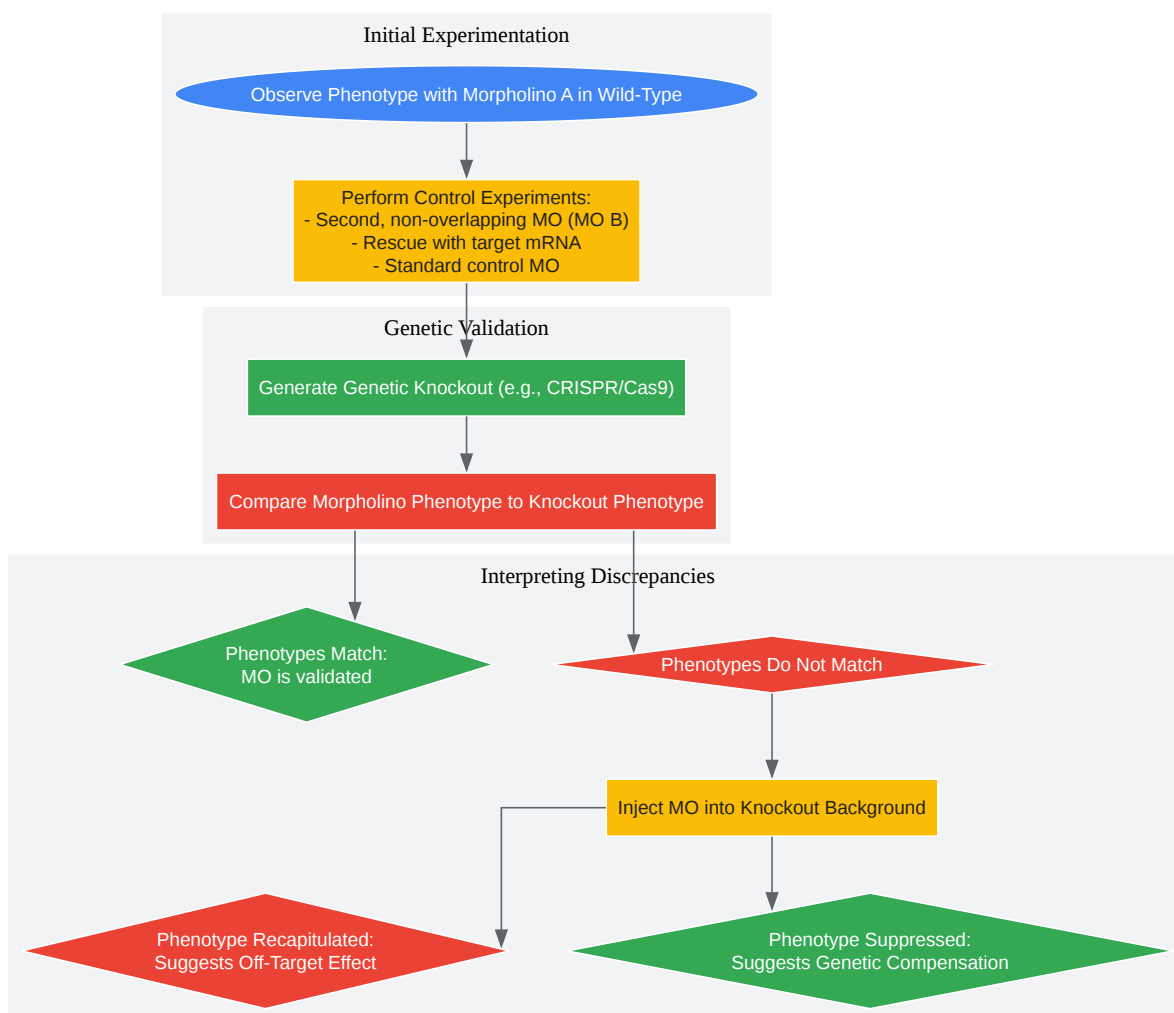 Initial Experimentation
Observe Phenotype with Morpholino A in Wild-Type
Perform Control Experiments:
- Second, non-overlapping MO (MO B)
- Rescue with target mRNA
- Standard control MO
Genetic Validation
Generate Genetic Knockout (e.g., CRISPR/Cas9)
Compare Morpholino Phenotype to Knockout Phenotype
Interpreting Discrepancies
Phenotypes Match:
MO is validated
Phenotypes Do Not Match
Inject MO into Knockout Background
Phenotype Recapitulated:
Suggests Off-Target Effect
Phenotype Suppressed:
Suggests Genetic Compensation